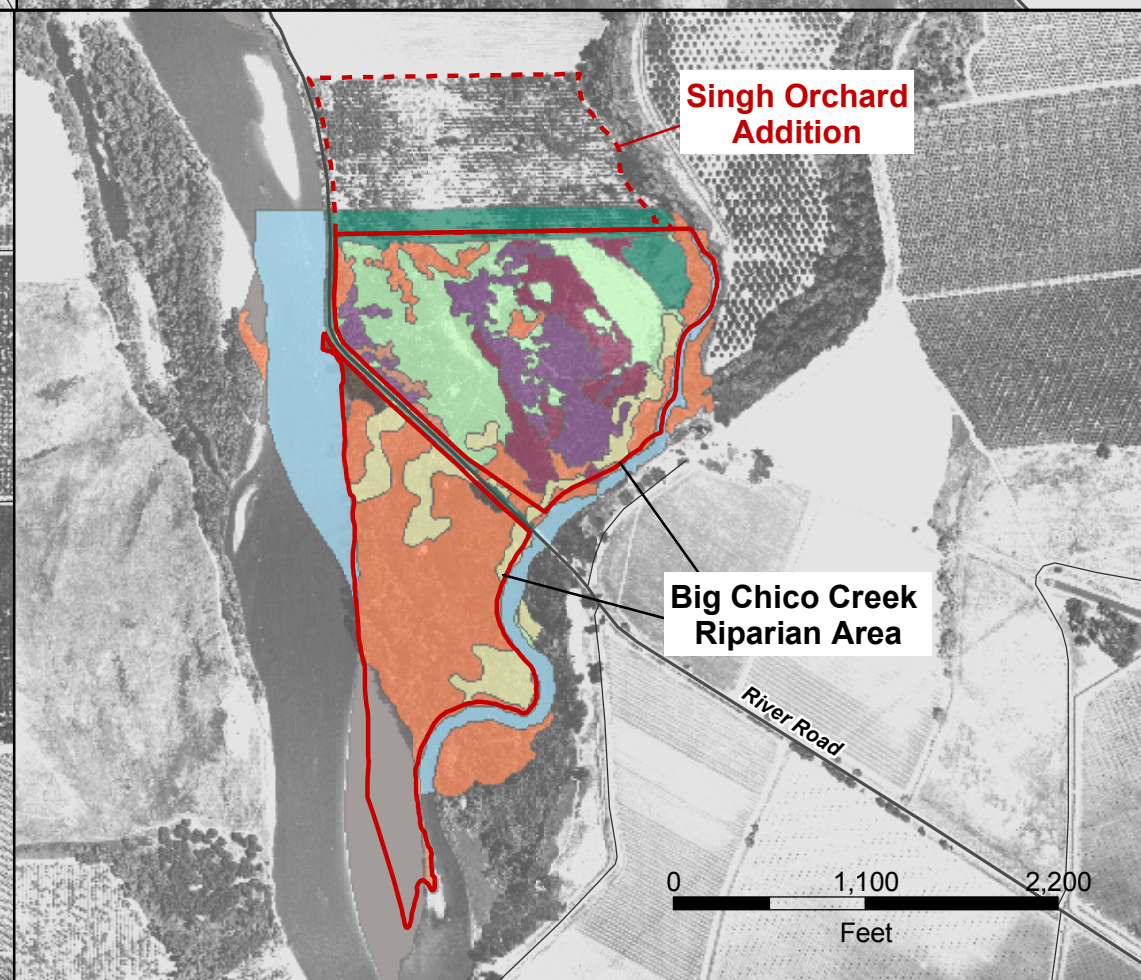 Singh Orchard
Addition
Big Chico Creek
Riparian Area
River Road
0 1,100 2,200
Feet